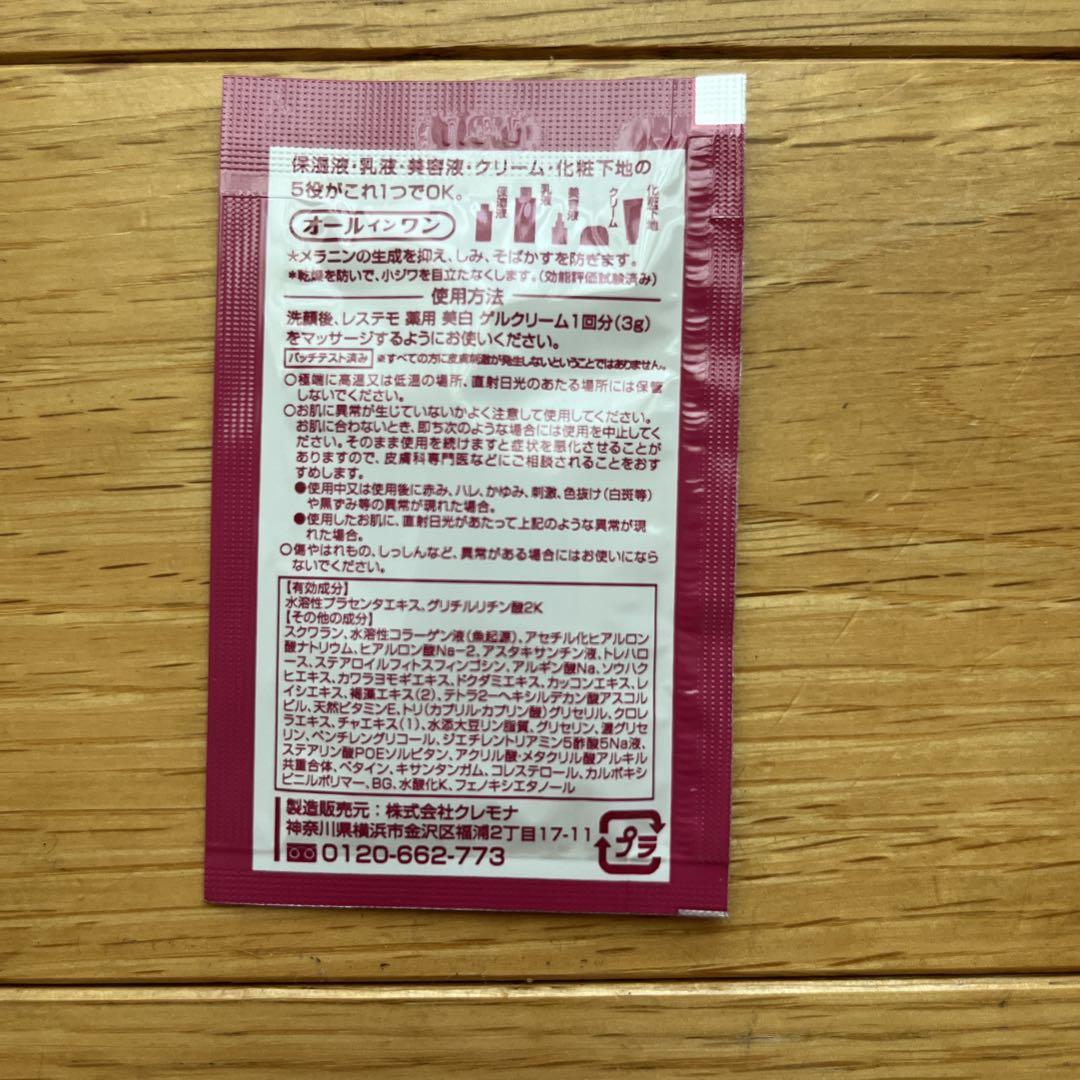 保湿液・乳液・美容液・クリーム・化粧下地の
5役がこれ1つでOK。
保湿液
乳液
美容液
クリーム
化粧下地
オールインワン
*メラニンの生成を抑え、しみ、そばかすを防ぎます。
*乾燥を防いで、小ジワを目立たなくします。(効能評価試験済み)
使用方法
洗顔後、レステモ 薬用 美白 ゲルクリーム1回分(3g)
をマッサージするようにお使いください。
パッチテスト済み ※すべての方に皮膚刺激が発生しないということではありません。
○極端に高温又は低温の場所、直射日光のあたる場所には保管
しないでください。
○お肌に異常が生じていないかよく注意して使用してください。
お肌に合わないとき、即ち次のような場合には使用を中止してく
ださい。そのまま使用を続けますと症状を悪化させることが
ありますので、皮膚科専門医などにご相談されることをおす
すめします。
●使用中又は使用後に赤み、ハレ、かゆみ、刺激、色抜け(白斑等)
や黒ずみ等の異常が現れた場合。
●使用したお肌に、直射日光があたって上記のような異常が現
れた場合。
○傷やはれもの、しっしんなど、異常がある場合にはお使いになら
ないでください。
【有効成分】
水溶性プラセンタエキス、グリチルリチン酸2K
【その他の成分】
スクワラン、水溶性コラーゲン液(魚起源)、アセチル化ヒアルロン
酸ナトリウム、ヒアルロン酸Na-2、アスタキサンチン液、トレハロ
ース、ステアロイルフィトスフィンゴシン、アルギン酸Na、ソウハク
ヒエキス、カワラヨモギエキス、ドクダミエキス、カッコンエキス、レ
イシエキス、褐藻エキス(2)、テトラ2-ヘキシルデカン酸アスコル
ビル、天然ビタミンE、トリ(カプリル・カプリン酸)グリセリル、クロレ
ラエキス、チャエキス(1)、水添大豆リン脂質、グリセリン、濃グリセ
リン、ペンチレングリコール、ジエチレントリアミン5酢酸5Na液、
ステアリン酸POEソルビタン、アクリル酸・メタクリル酸アルキル
共重合体、ベタイン、キサンタンガム、コレステロール、カルボキシ
ビニルポリマー、BG、水酸化K、フェノキシエタノール
製造販売元：株式会社クレモナ
神奈川県横浜市金沢区福浦2丁目17-11
0120-662-773
プラ